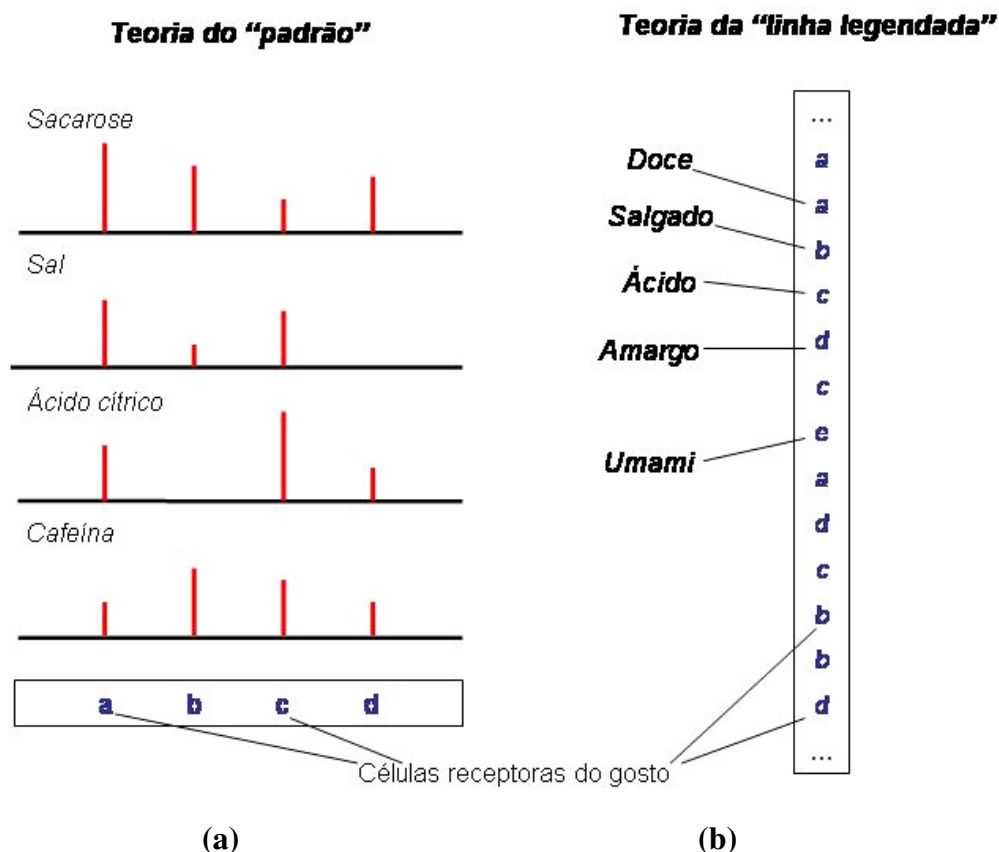 Teoria do “padrão”
Sacarose
Sal
Ácido cítrico
Cafeína
a b c d
Teoria da “linha legendada”
Doce
Salgado
Ácido
Amargo
Umami
...
a
a
b
c
d
c
e
a
d
c
b
b
d
...
Células receptoras do gosto
(a) (b)